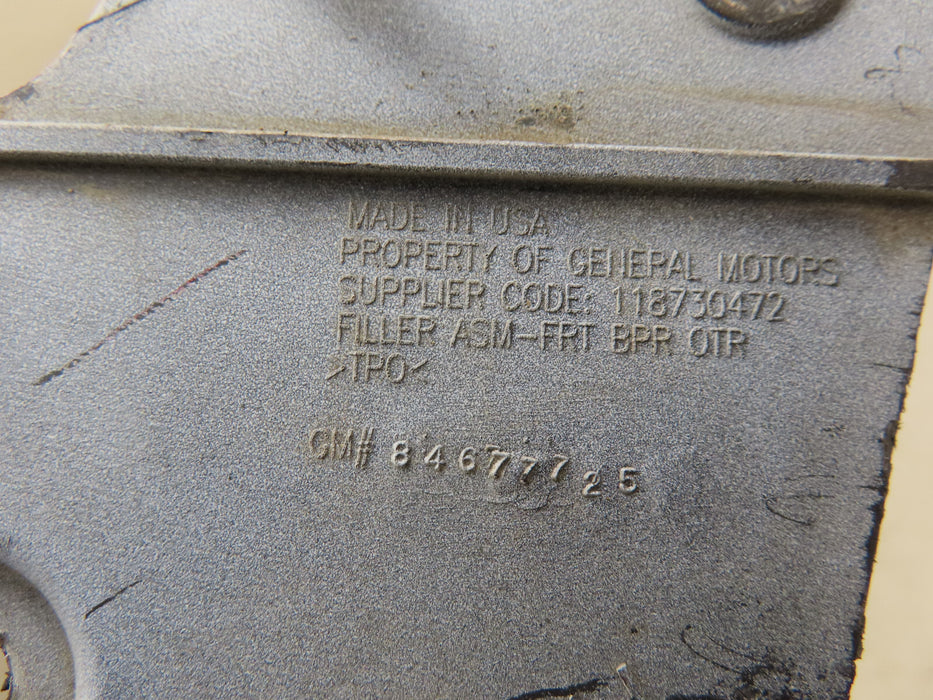 MADE IN USA
PROPERTY OF GENERAL MOTORS
SUPPLIER CODE: 118730472
FILLER ASM-FRT BPR OTR
>TPO<
GM# 84677725